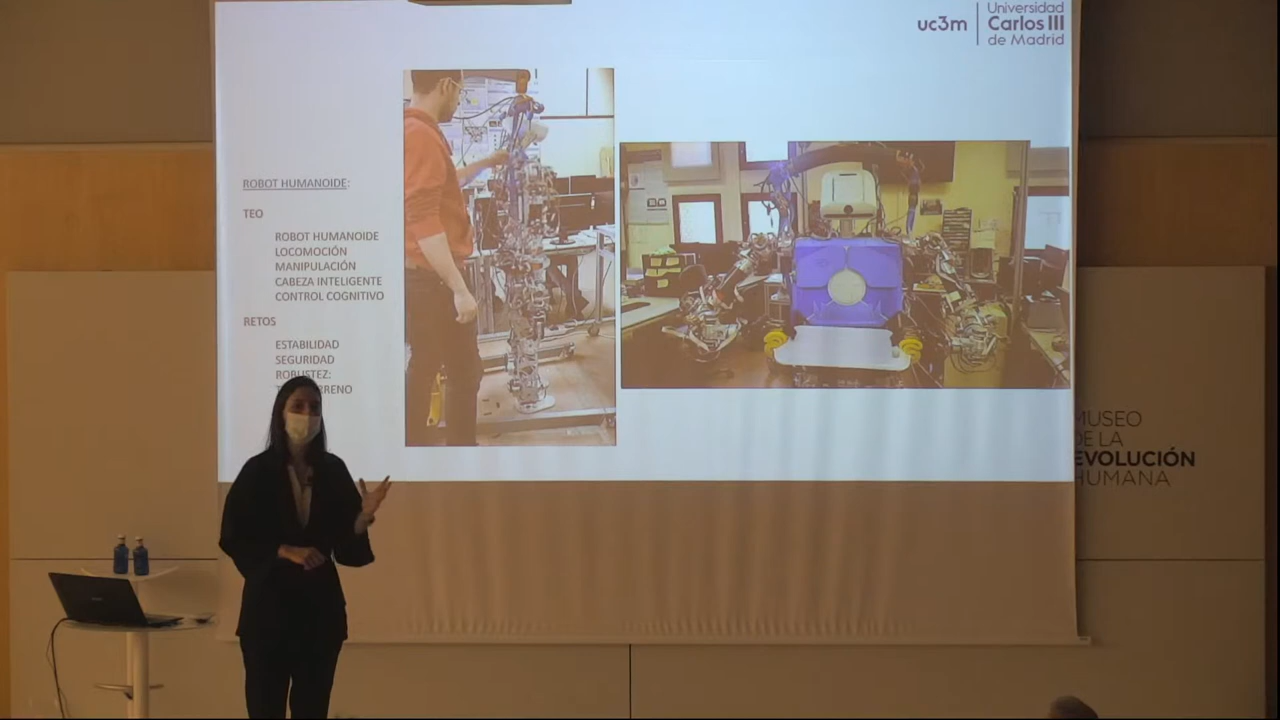 uc3m
Universidad
Carlos III
de Madrid
ROBOT HUMANOIDE:
TEO
ROBOT HUMANOIDE
LOCOMOCIÓN
MANIPULACIÓN
CABEZA INTELIGENTE
CONTROL COGNITIVO
RETOS
ESTABILIDAD
SEGURIDAD
ROBUSTEZ:
MUSEO
DE LA
EVOLUCIÓN
HUMANA